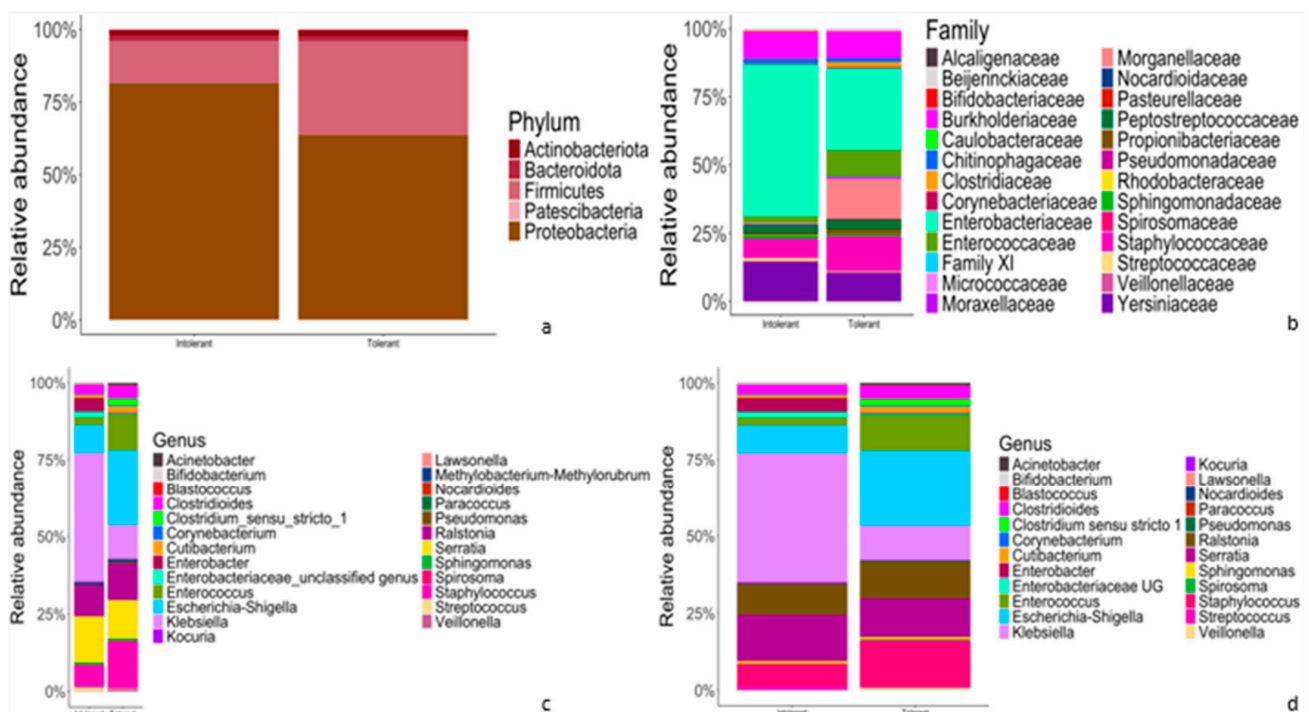 100%
75%
50%
25%
0%
Relative abundance
Intolerant
Tolerant
Phylum
Actinobacteriota
Bacteroidota
Firmicutes
Patescibacteria
Proteobacteria
a
100%
75%
50%
25%
0%
Relative abundance
Intolerant
Tolerant
Family
Alcaligenaceae
Beijerinckiaceae
Bifidobacteriaceae
Burkholderiaceae
Caulobacteraceae
Chitinophagaceae
Clostridiaceae
Corynebacteriaceae
Enterobacteriaceae
Enterococcaceae
Family XI
Micrococcaceae
Moraxellaceae
Morganellaceae
Nocardioidaceae
Pasteurellaceae
Peptostreptococcaceae
Propionibacteriaceae
Pseudomonadaceae
Rhodobacteraceae
Sphingomonadaceae
Spirosomaceae
Staphylococcaceae
Streptococcaceae
Veillonellaceae
Yersiniaceae
b
100%
75%
50%
25%
0%
Relative abundance
Genus
Acinetobacter
Bifidobacterium
Blastococcus
Clostridioides
Clostridium_sensu_stricto_1
Corynebacterium
Cutibacterium
Enterobacter
Enterobacteriaceae_unclassified genus
Enterococcus
Escherichia-Shigella
Klebsiella
Kocuria
Lawsonella
Methylobacterium-Methylorubrum
Nocardioides
Paracoccus
Pseudomonas
Ralstonia
Serratia
Sphingomonas
Spirosoma
Staphylococcus
Streptococcus
Veillonella
c
100%
75%
50%
25%
0%
Relative abundance
Genus
Acinetobacter
Bifidobacterium
Blastococcus
Clostridioides
Clostridium sensu stricto 1
Corynebacterium
Cutibacterium
Enterobacter
Enterobacteriaceae UG
Enterococcus
Escherichia-Shigella
Klebsiella
Kocuria
Lawsonella
Nocardioides
Paracoccus
Pseudomonas
Ralstonia
Serratia
Sphingomonas
Spirosoma
Staphylococcus
Streptococcus
Veillonella
d